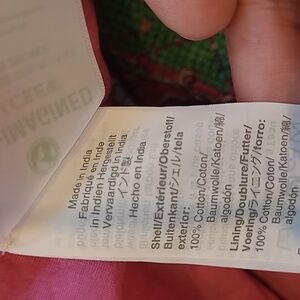 Made in India
Fabriqué en Inde
in Indien Hergestellt
Vervaardigd in India
インド製
Hecho en India
Shell/Extérieur/Oberstoff/
Buitenkant/シェル/tela
exterior:
100% Cotton/Coton/
Baumwolle/Katoen/綿/
algodón
Lining/Doublure/Futter/
Voering/ライニング/forro:
100% Cotton/Coton/
Baumwolle/Katoen/綿/
algodón